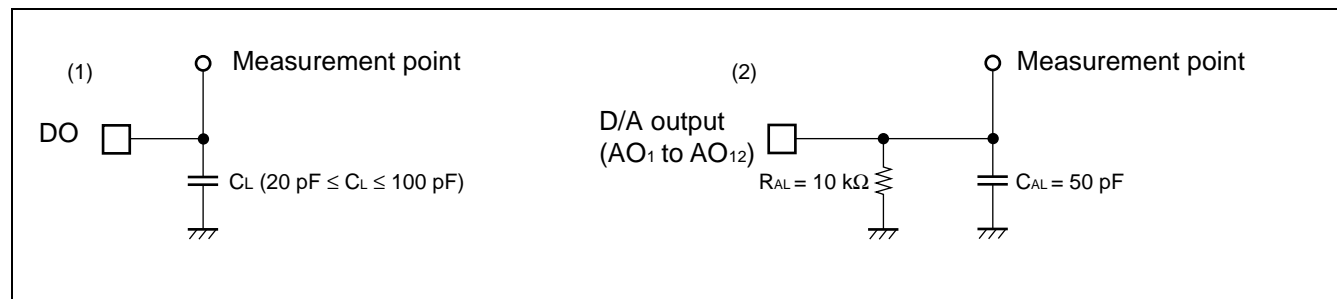 (1)
Measurement point
DO
CL (20 pF ≤ CL ≤ 100 pF)
(2)
Measurement point
D/A output
(AO1 to AO12)
RAL = 10 kΩ
CAL = 50 pF